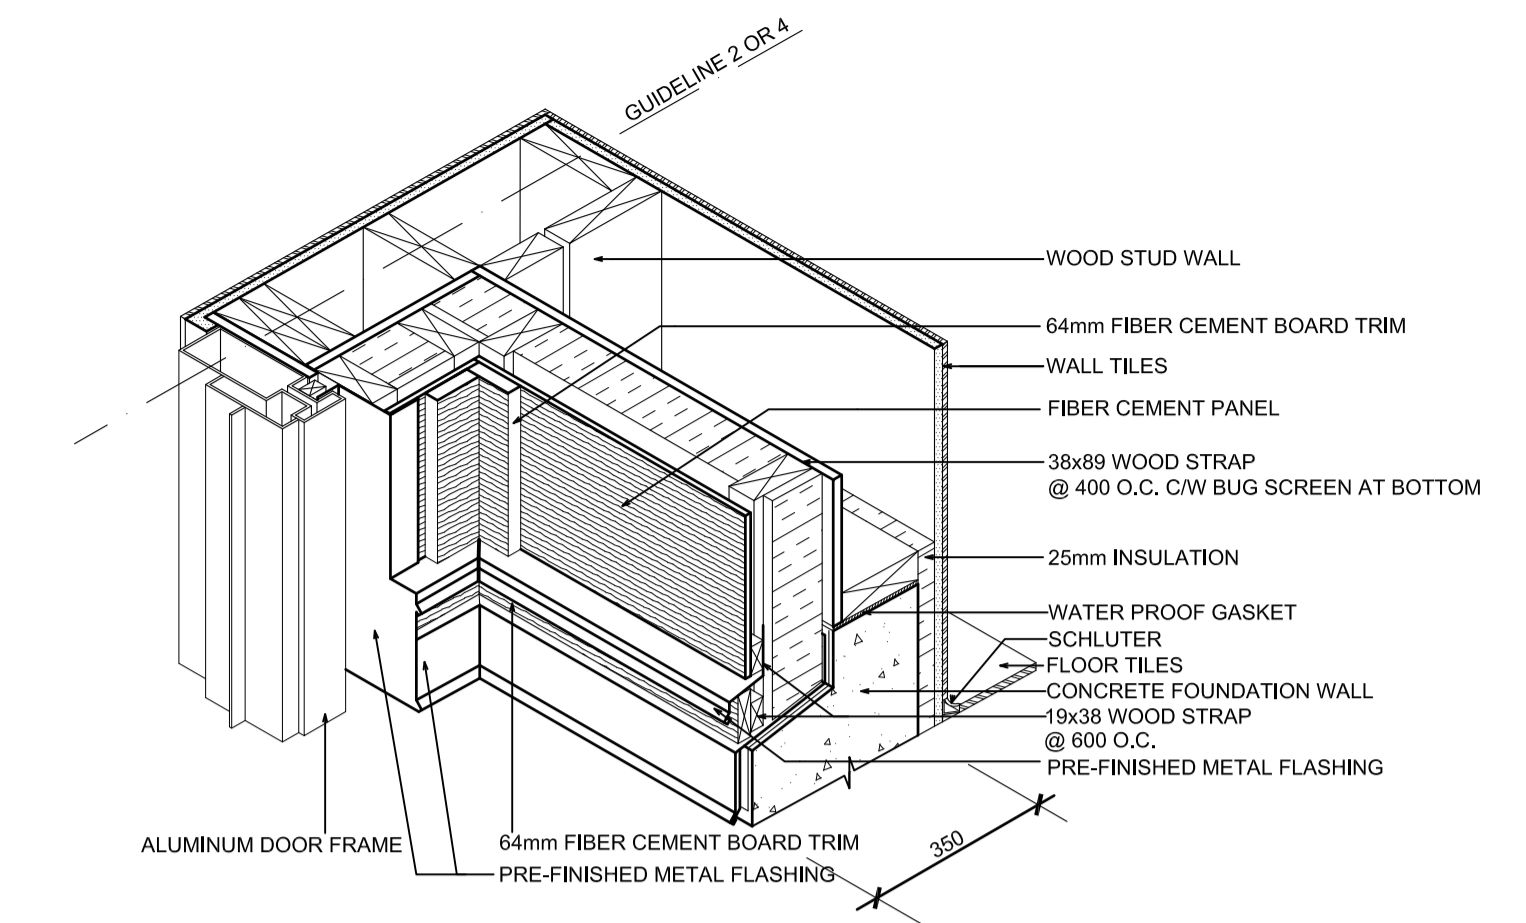 GUIDELINE 2 OR 4
WOOD STUD WALL
64mm FIBER CEMENT BOARD TRIM
WALL TILES
FIBER CEMENT PANEL
38x89 WOOD STRAP
@ 400 O.C. C/W BUG SCREEN AT BOTTOM
25mm INSULATION
WATER PROOF GASKET
SCHLUTER
FLOOR TILES
CONCRETE FOUNDATION WALL
19x38 WOOD STRAP
@ 600 O.C.
PRE-FINISHED METAL FLASHING
350
ALUMINUM DOOR FRAME
64mm FIBER CEMENT BOARD TRIM
PRE-FINISHED METAL FLASHING